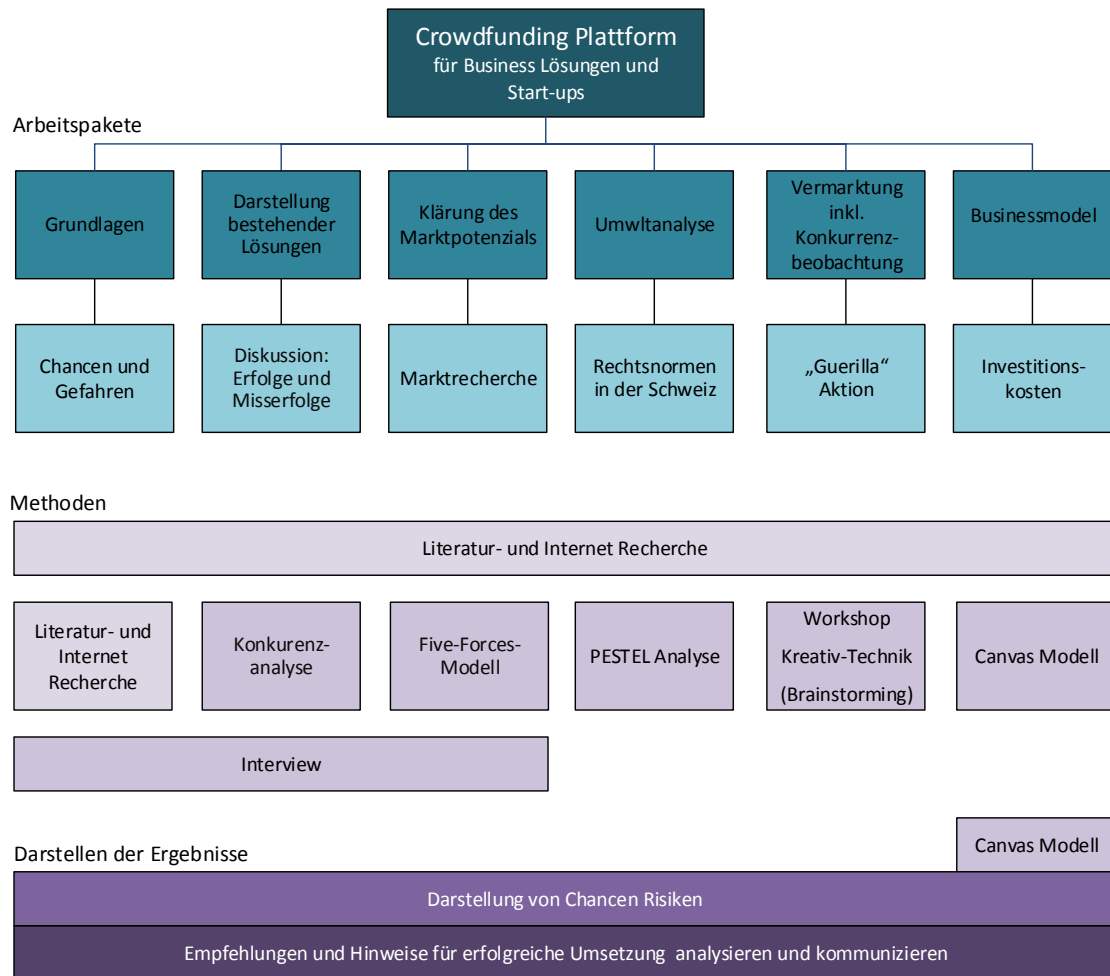 Crowdfunding Plattform
für Business Lösungen und
Start-ups
Arbeitspakete
Grundlagen
Darstellung
bestehender
Lösungen
Klärung des
Marktpotenzials
Umwltanalyse
Vermarktung
inkl.
Konkurrenz-
beobachtung
Businessmodel
Chancen und
Gefahren
Diskussion:
Erfolge und
Misserfolge
Marktrecherche
Rechtsnormen
in der Schweiz
„Guerilla“
Aktion
Investitions-
kosten
Methoden
Literatur- und Internet Recherche
Literatur- und
Internet
Recherche
Konkurenz-
analyse
Five-Forces-
Modell
PESTEL Analyse
Workshop
Kreativ-Technik
(Brainstorming)
Canvas Modell
Interview
Canvas Modell
Darstellen der Ergebnisse
Darstellung von Chancen Risiken
Empfehlungen und Hinweise für erfolgreiche Umsetzung  analysieren und kommunizieren